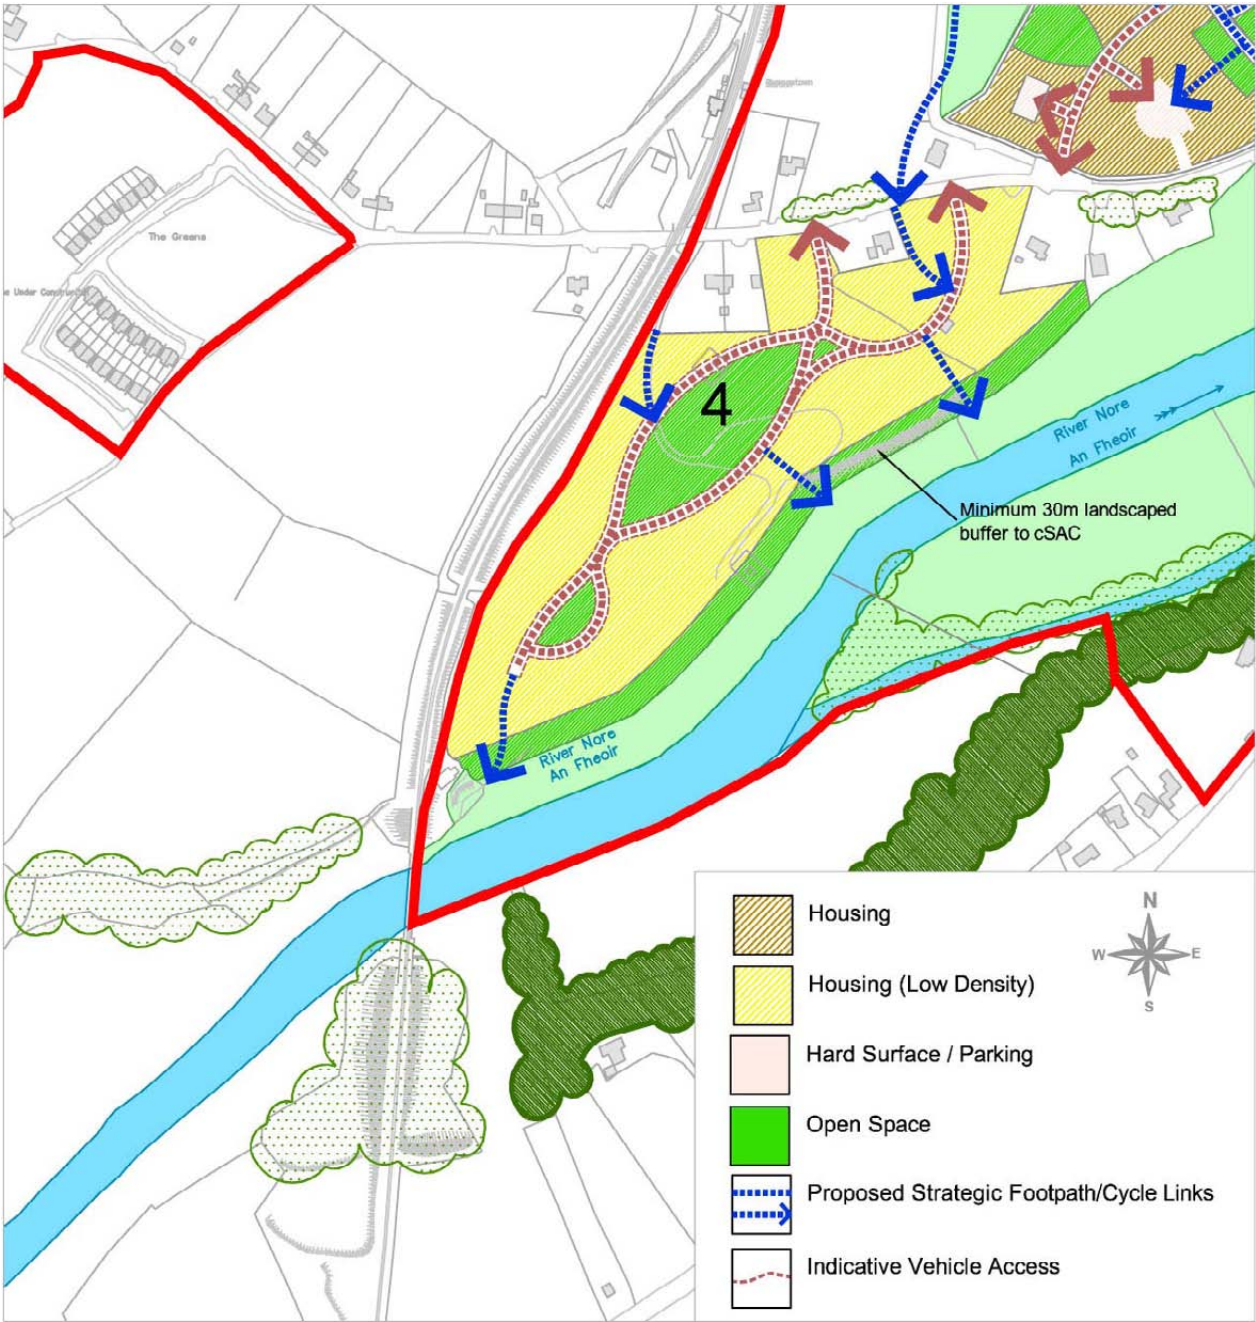 The Greens
4
River Nore
An Fheoir
Minimum 30m landscaped
buffer to cSAC
River Nore
An Fheoir
Housing
Housing (Low Density)
Hard Surface / Parking
Open Space
Proposed Strategic Footpath/Cycle Links
Indicative Vehicle Access
N
W
E
S